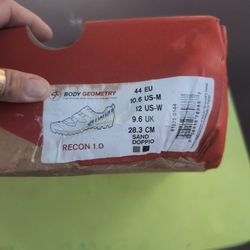 BODY GEOMETRY
RECON 1.0
44 EU
10.6 US-M
12 US-W
9.6 UK
28.3 CM
SAND
DOPPIO